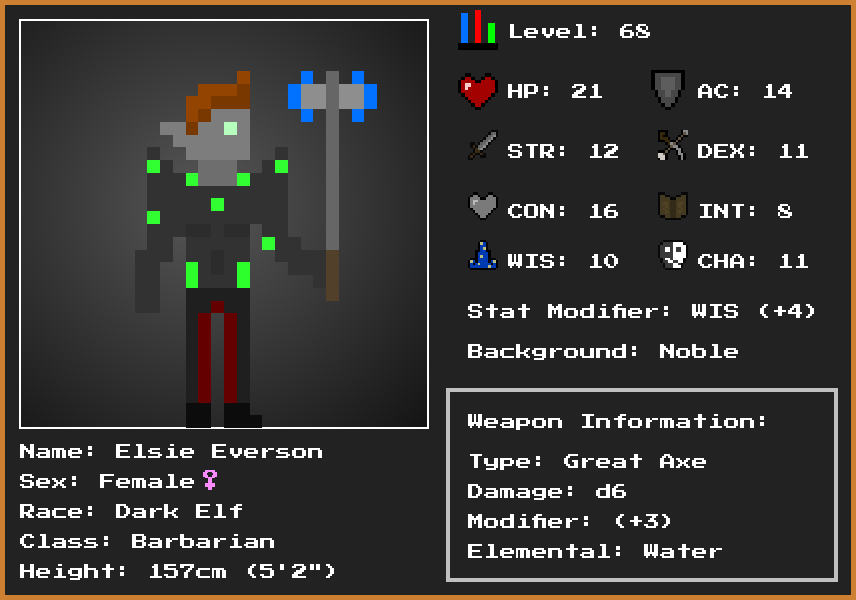 Level: 68
HP: 21
AC: 14
STR: 12
DEX: 11
CON: 16
INT: 8
WIS: 10
CHA: 11
Stat Modifier: WIS (+4)
Background: Noble
Weapon Information:
Type: Great Axe
Damage: d6
Modifier: (+3)
Elemental: Water
Name: Elsie Everson
Sex: Female♀
Race: Dark Elf
Class: Barbarian
Height: 157cm (5'2")